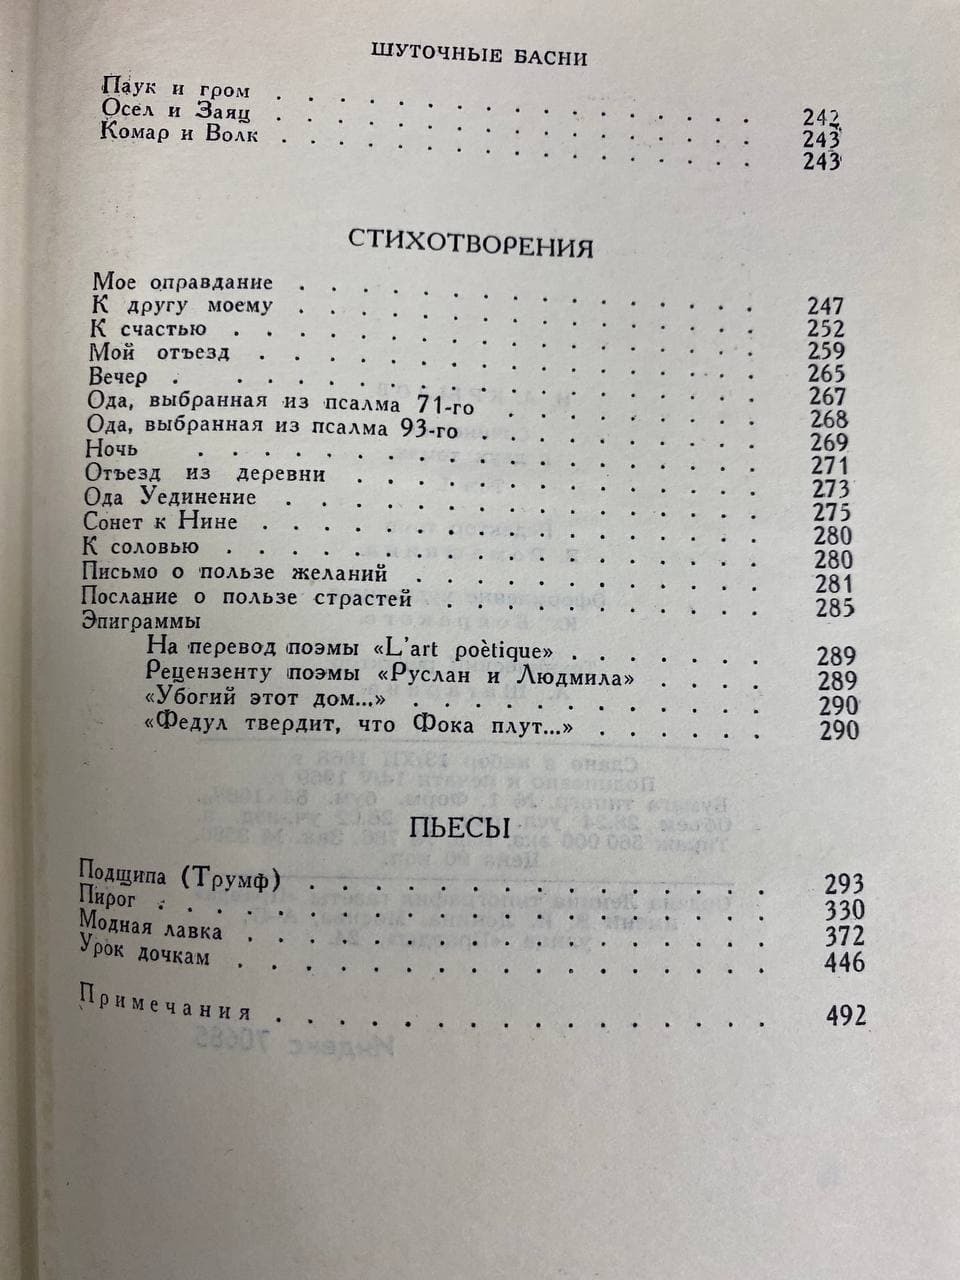 ШУТОЧНЫЕ БАСНИ
Паук и гром . . . . . . . . . . . . . . 242
Осел и Заяц . . . . . . . . . . . . . . 243
Комар и Волк . . . . . . . . . . . . . . 243
СТИХОТВОРЕНИЯ
Мое оправдание . . . . . . . . . . . . . 247
К другу моему . . . . . . . . . . . . . 252
К счастью . . . . . . . . . . . . . . . 259
Мой отъезд . . . . . . . . . . . . . . 265
Вечер . . . . . . . . . . . . . . . . 267
Ода, выбранная из псалма 71-го . . . . . . . 268
Ода, выбранная из псалма 93-го . . . . . . . 269
Ночь . . . . . . . . . . . . . . . . 271
Отъезд из деревни . . . . . . . . . . . 273
Ода Уединение . . . . . . . . . . . . . 275
Сонет к Нине . . . . . . . . . . . . . 280
К соловью . . . . . . . . . . . . . . 280
Письмо о пользе желаний . . . . . . . . . 281
Послание о пользе страстей . . . . . . . . 285
Эпиграммы
На перевод поэмы «L'art poètique» . . . . . . 289
Рецензенту поэмы «Руслан и Людмила» . . . . 289
«Убогий этот дом...» . . . . . . . . . . 290
«Федул твердит, что Фока плут...» . . . . . . 290
ПЬЕСЫ
Подщипа (Трумф) . . . . . . . . . . . . 293
Пирог . . . . . . . . . . . . . . . . 330
Модная лавка . . . . . . . . . . . . . 372
Урок дочкам . . . . . . . . . . . . . . 446
Примечания . . . . . . . . . . . . . . 492